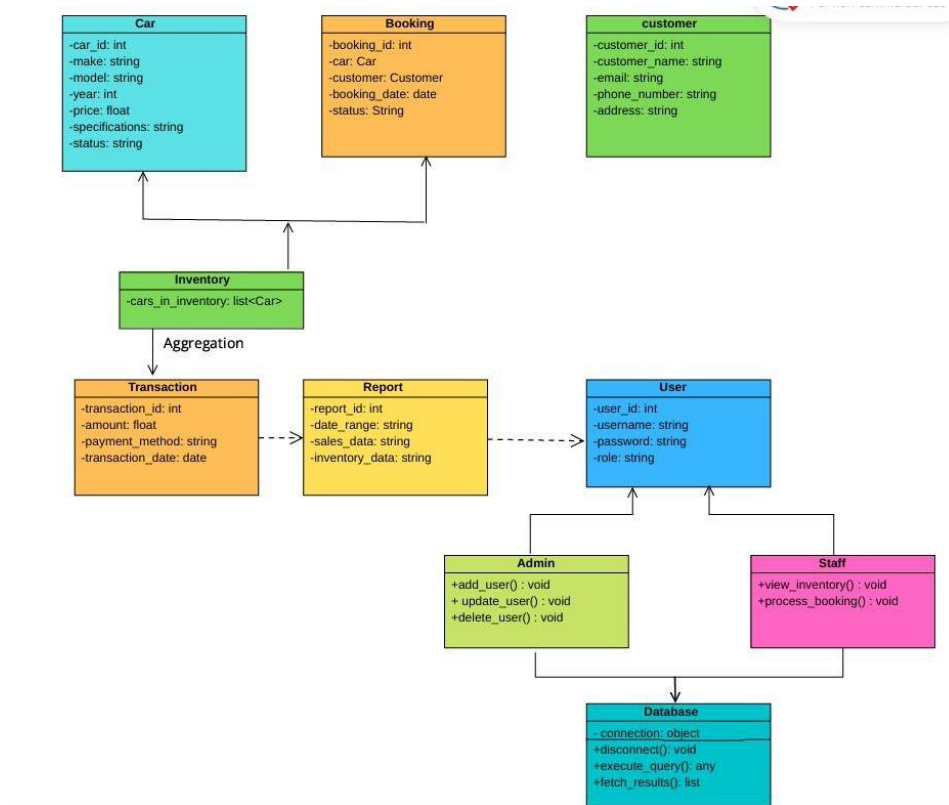 Car
-car_id: int
-make: string
-model: string
-year: int
-price: float
-specifications: string
-status: string
Booking
-booking_id: int
-car: Car
-customer: Customer
-booking_date: date
-status: String
customer
-customer_id: int
-customer_name: string
-email: string
-phone_number: string
-address: string
Inventory
-cars_in_inventory: list<Car>
Aggregation
Transaction
-transaction_id: int
-amount: float
-payment_method: string
-transaction_date: date
Report
-report_id: int
-date_range: string
-sales_data: string
-inventory_data: string
User
-user_id: int
-username: string
-password: string
-role: string
Admin
+add_user() : void
+ update_user() : void
+delete_user() : void
Staff
+view_inventory() : void
+process_booking() : void
Database
- connection: object
+disconnect(): void
+execute_query(): any
+fetch_results(): list